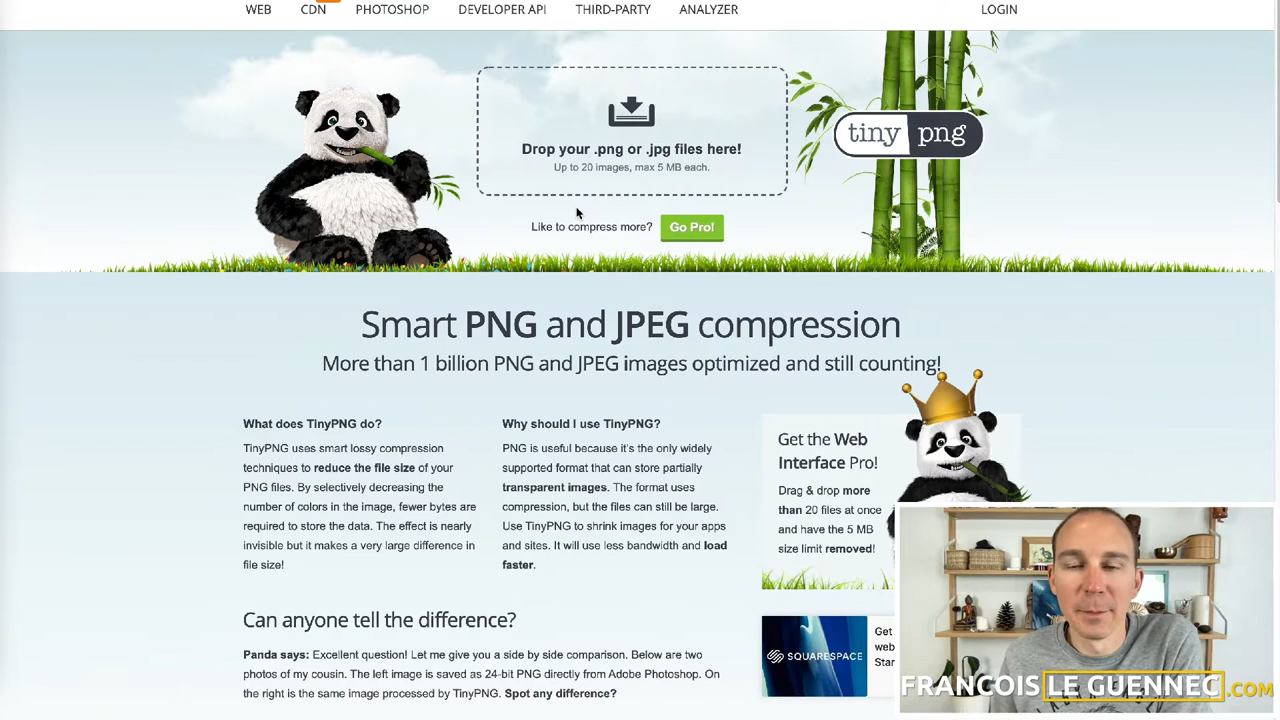 WEB CDN PHOTOSHOP DEVELOPER API THIRD-PARTY ANALYZER LOGIN
Drop your .png or .jpg files here!
Up to 20 images, max 5 MB each.
tiny png
Like to compress more? Go Pro!
Smart PNG and JPEG compression
More than 1 billion PNG and JPEG images optimized and still counting!
What does TinyPNG do?
TinyPNG uses smart lossy compression
techniques to reduce the file size of your
PNG files. By selectively decreasing the
number of colors in the image, fewer bytes are
required to store the data. The effect is nearly
invisible but it makes a very large difference in
file size!
Why should I use TinyPNG?
PNG is useful because it's the only widely
supported format that can store partially
transparent images. The format uses
compression, but the files can still be large.
Use TinyPNG to shrink images for your apps
and sites. It will use less bandwidth and load
faster.
Get the Web
Interface Pro!
Drag & drop more
than 20 files at once
and have the 5 MB
size limit removed!
Can anyone tell the difference?
Panda says: Excellent question! Let me give you a side by side comparison. Below are two
photos of my cousin. The left image is saved as 24-bit PNG directly from Adobe Photoshop. On
the right is the same image processed by TinyPNG. Spot any difference?
SQUARESPACE
Get
web
Star
FRANCOIS LE GUENNEC .COM